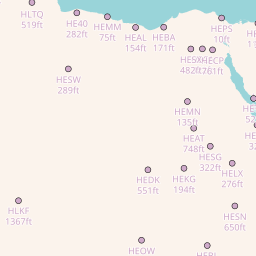 HLTQ
519ft
HE40
282ft
HEMM
75ft
HEAL
154ft
HEBA
171ft
HEPS
10ft
HECP
HESW
289ft
HEMN
135ft
HEAT
748ft
HESG
322ft
HELX
276ft
HEDK
551ft
HEKG
194ft
HLKF
1367ft
HESN
650ft
HEOW